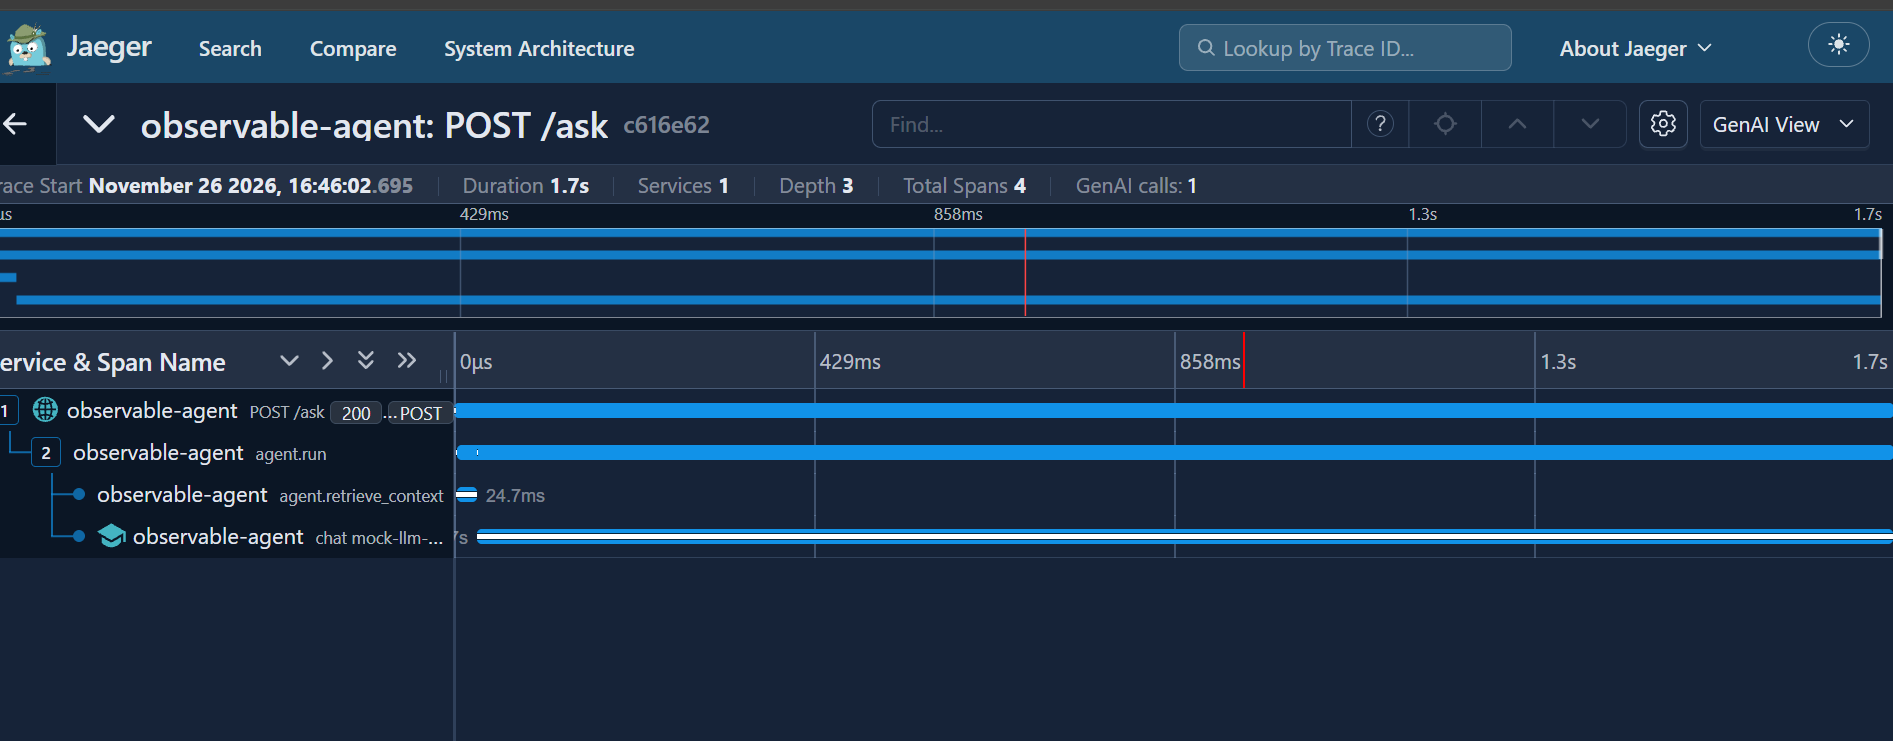 Jaeger Search Compare System Architecture Lookup by Trace ID... About Jaeger
observable-agent: POST /ask c616e62 Find... ? GenAI View
race Start November 26 2026, 16:46:02.695 Duration 1.7s Services 1 Depth 3 Total Spans 4 GenAI calls: 1
µs 429ms 858ms 1.3s 1.7s
ervice & Span Name 0µs 429ms 858ms 1.3s 1.7s
1 observable-agent POST /ask 200 ...POST
2 observable-agent agent.run
observable-agent agent.retrieve_context 24.7ms
observable-agent chat mock-llm-... 7s